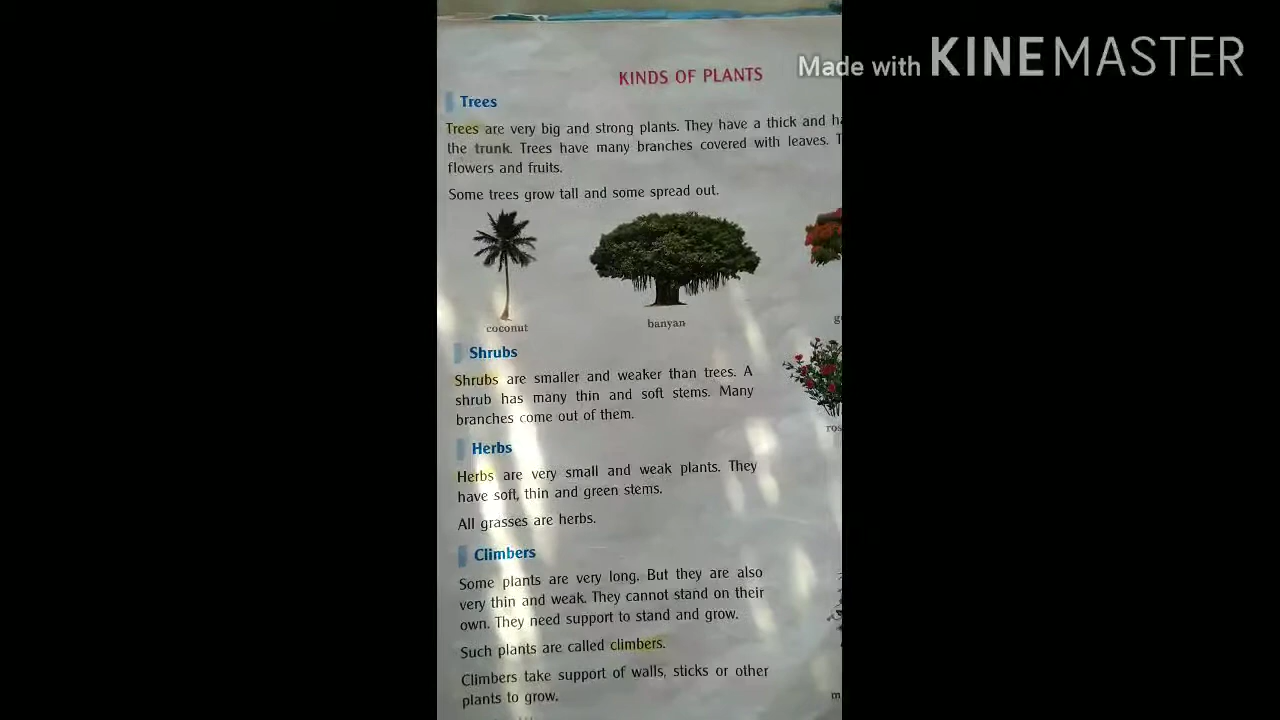 Made with KINEMASTER
KINDS OF PLANTS
Trees
Trees are very big and strong plants. They have a thick and
the trunk. Trees have many branches covered with leaves.
flowers and fruits.
Some trees grow tall and some spread out.
coconut
banyan
Shrubs
Shrubs are smaller and weaker than trees. A
shrub has many thin and soft stems. Many
branches come out of them.
Herbs
Herbs are very small and weak plants. They
have soft, thin and green stems.
All grasses are herbs.
Climbers
Some plants are very long. But they are also
very thin and weak. They cannot stand on their
own. They need support to stand and grow.
Such plants are called climbers.
Climbers take support of walls, sticks or other
plants to grow.